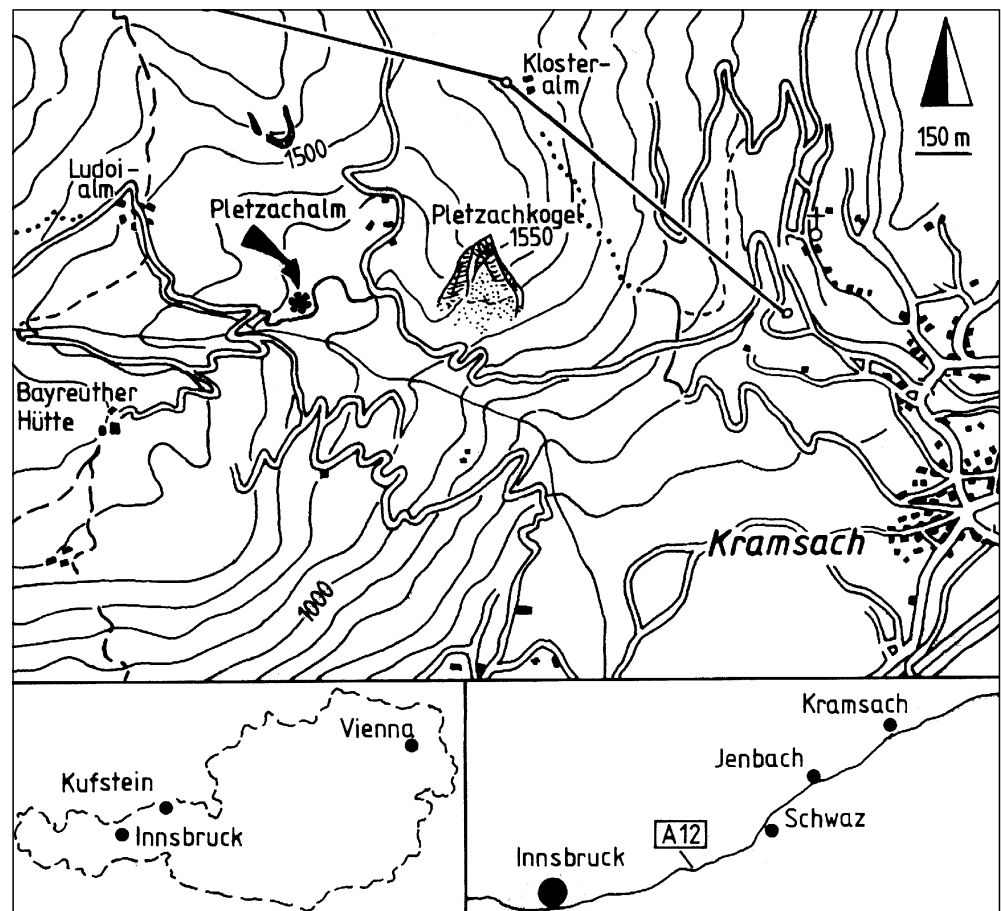 Kloster-
alm
150 m
1500
Ludoi-
alm
Pletzachalm
Pletzachkogel
1550
Bayreuther
Hütte
Kramsach
1000
Vienna
Kufstein
Innsbruck
Kramsach
Jenbach
Schwaz
A12
Innsbruck